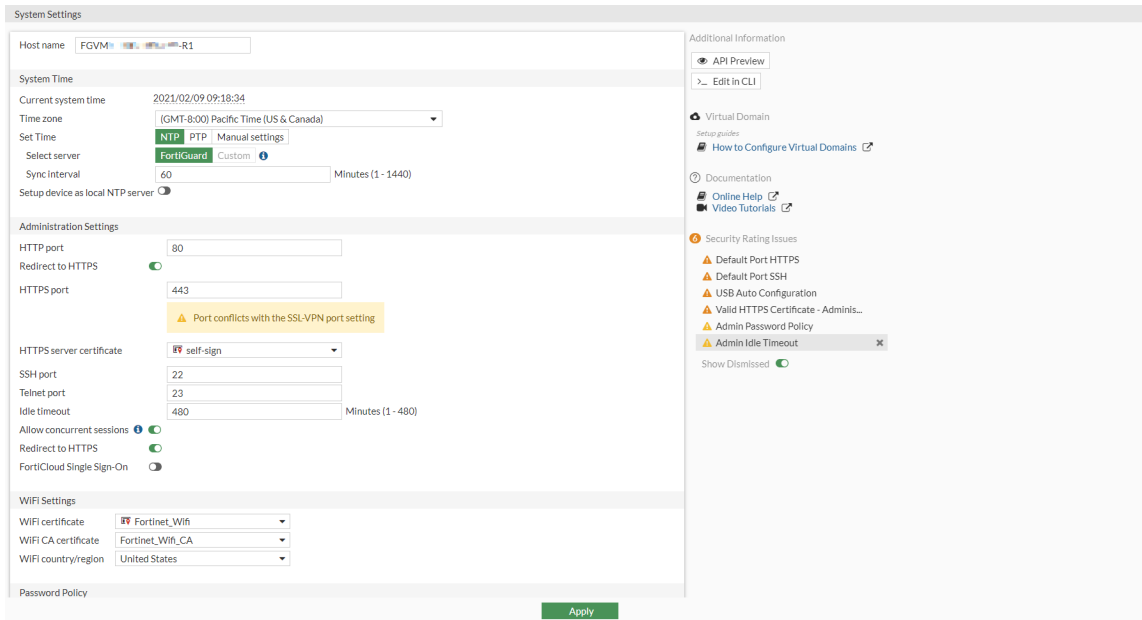 System Settings
Host name FGVM -R1
System Time
Current system time 2021/02/09 09:18:34
Time zone (GMT-8:00) Pacific Time (US & Canada)
Set Time NTP PTP Manual settings
Select server FortiGuard Custom
Sync interval 60 Minutes (1 - 1440)
Setup device as local NTP server
Administration Settings
HTTP port 80
Redirect to HTTPS
HTTPS port 443
Port conflicts with the SSL-VPN port setting
HTTPS server certificate self-sign
SSH port 22
Telnet port 23
Idle timeout 480 Minutes (1 - 480)
Allow concurrent sessions
Redirect to HTTPS
FortiCloud Single Sign-On
WiFi Settings
WiFi certificate Fortinet_Wifi
WiFi CA certificate Fortinet_Wifi_CA
WiFi country/region United States
Password Policy
Apply
Additional Information
API Preview
>_ Edit in CLI
Virtual Domain
Setup guides
How to Configure Virtual Domains
Documentation
Online Help
Video Tutorials
6 Security Rating Issues
Default Port HTTPS
Default Port SSH
USB Auto Configuration
Valid HTTPS Certificate - Adminis...
Admin Password Policy
Admin Idle Timeout
Show Dismissed